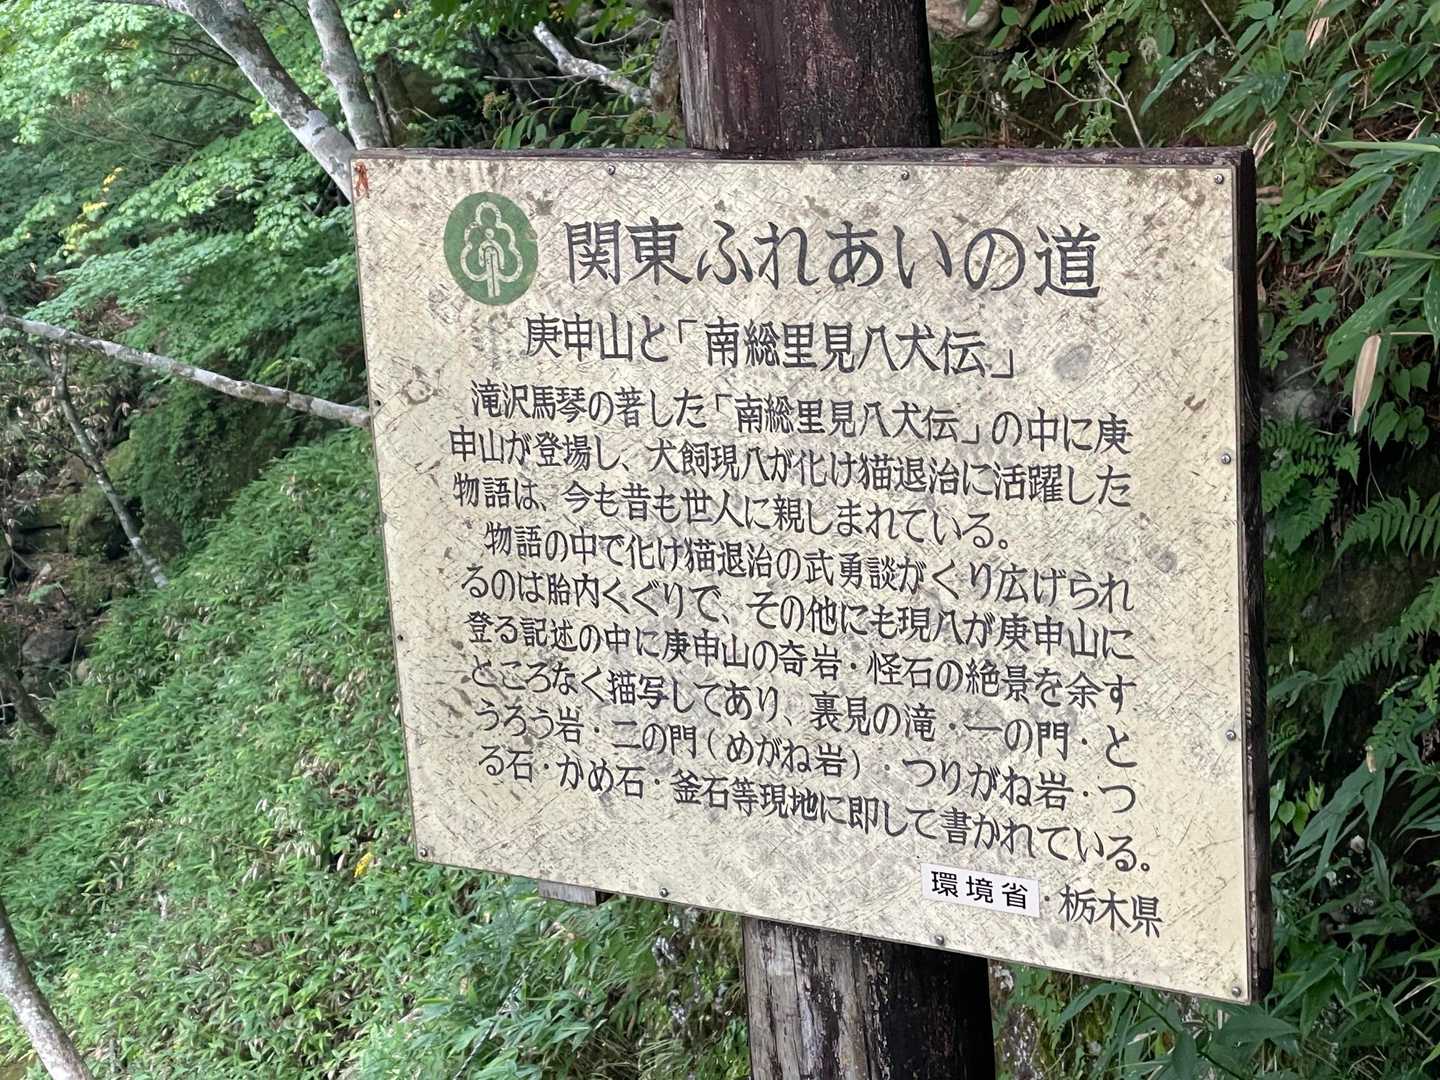 関東ふれあいの道
庚申山と「南総里見八犬伝」
滝沢馬琴の著した「南総里見八犬伝」の中に庚
申山が登場し、犬飼現八が化け猫退治に活躍した
物語は、今も昔も世人に親しまれている。
物語の中で化け猫退治の武勇談がくり広げられ
るのは胎内くぐりで、その他にも現八が庚申山に
登る記述の中に庚申山の奇岩・怪石の絶景を余す
ところなく描写してあり、裏見の滝・一の門・と
うろう岩・二の門(めがね岩)・つりがね岩・つ
る石・かめ石・釜石等現地に即して書かれている。
環境省・栃木県